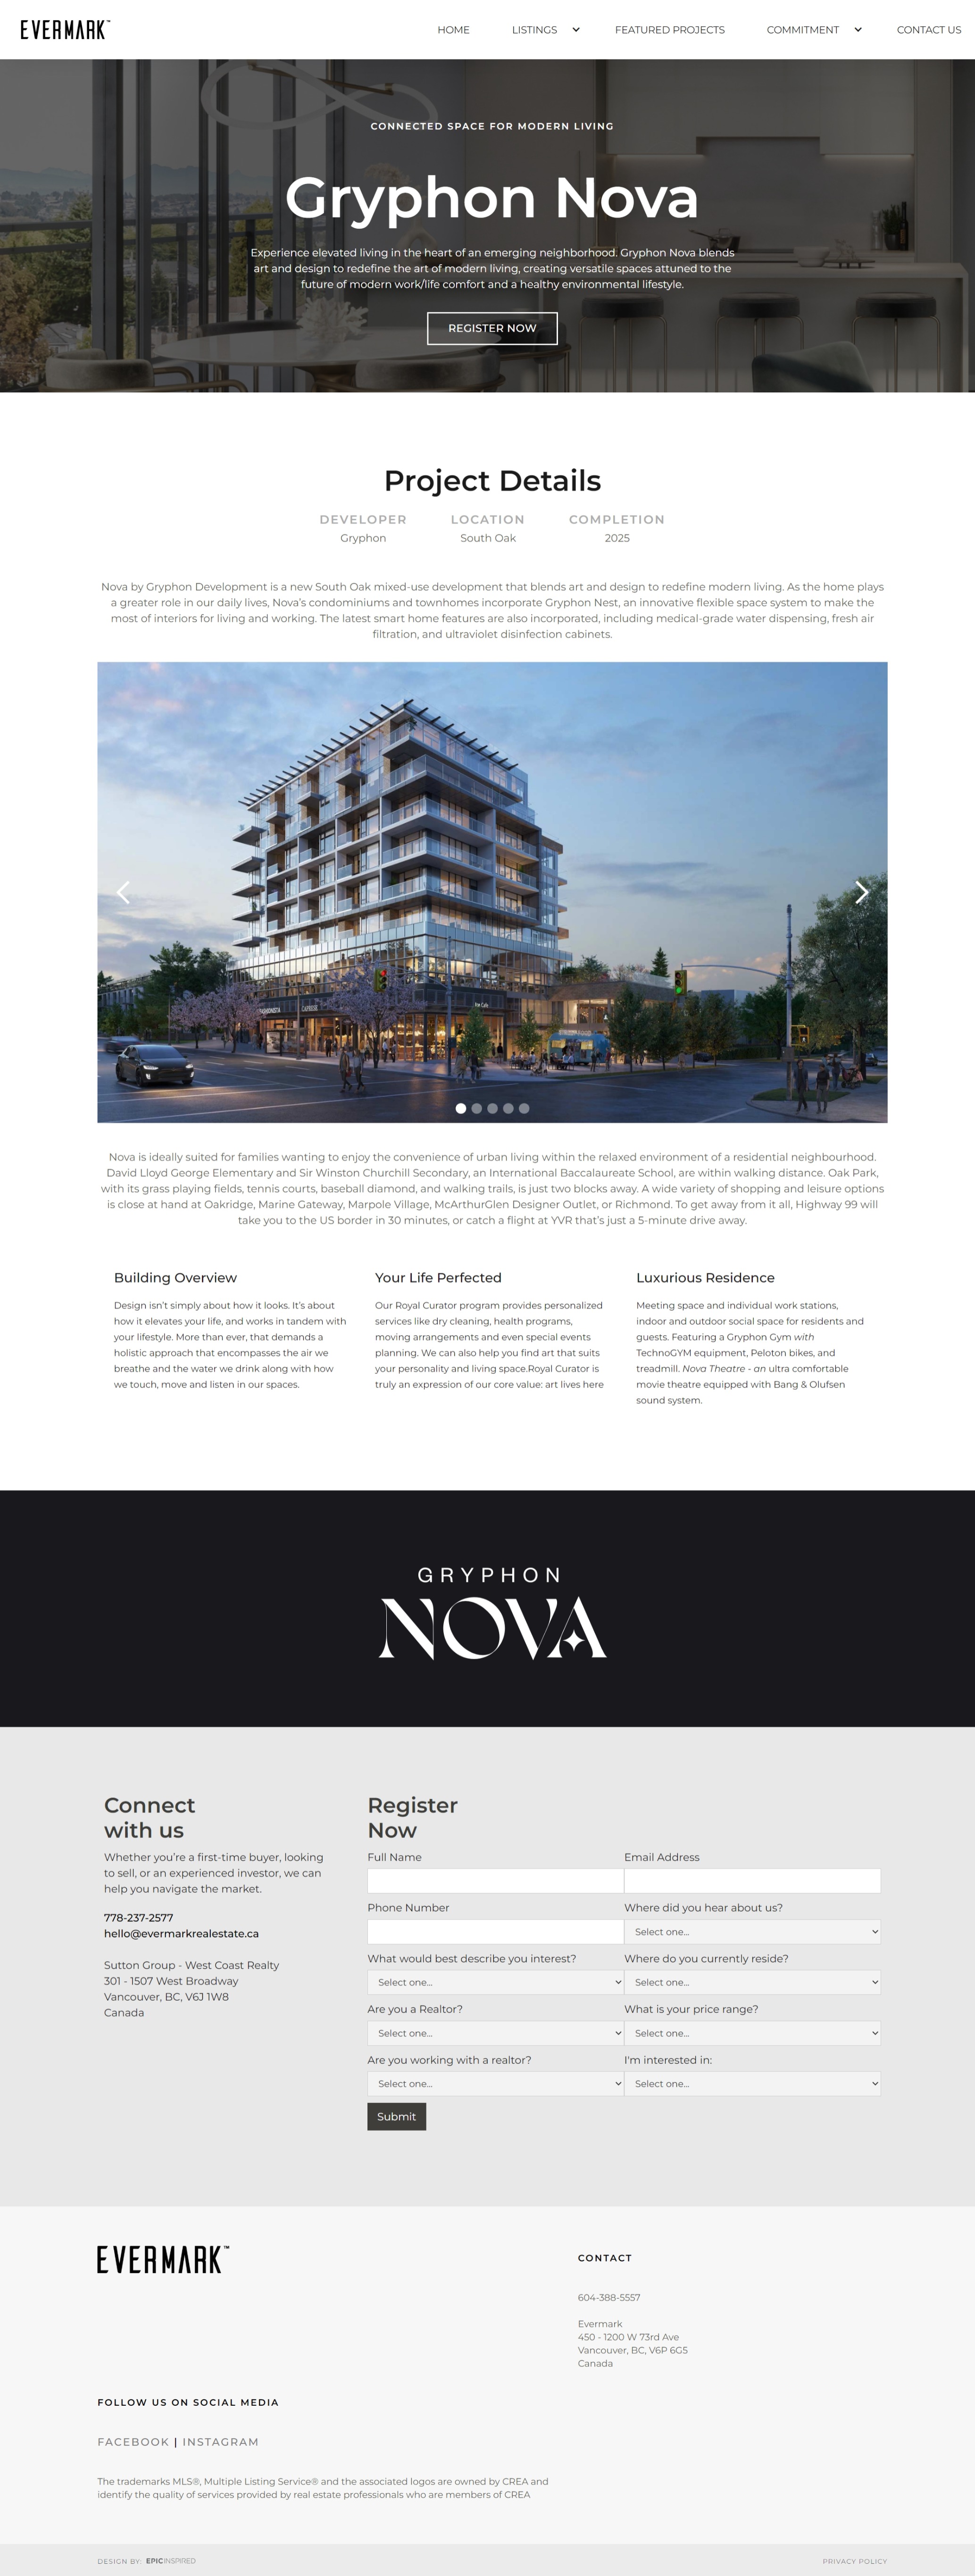 EVERMARK™
HOME
LISTINGS
FEATURED PROJECTS
COMMITMENT
CONTACT US
CONNECTED SPACE FOR MODERN LIVING
Gryphon Nova
Experience elevated living in the heart of an emerging neighborhood. Gryphon Nova blends
art and design to redefine the art of modern living, creating versatile spaces attuned to the
future of modern work/life comfort and a healthy environmental lifestyle.
REGISTER NOW
Project Details
DEVELOPER
Gryphon
LOCATION
South Oak
COMPLETION
2025
Nova by Gryphon Development is a new South Oak mixed-use development that blends art and design to redefine modern living. As the home plays
a greater role in our daily lives, Nova’s condominiums and townhomes incorporate Gryphon Nest, an innovative flexible space system to make the
most of interiors for living and working. The latest smart home features are also incorporated, including medical-grade water dispensing, fresh air
filtration, and ultraviolet disinfection cabinets.
Nova is ideally suited for families wanting to enjoy the convenience of urban living within the relaxed environment of a residential neighbourhood.
David Lloyd George Elementary and Sir Winston Churchill Secondary, an International Baccalaureate School, are within walking distance. Oak Park,
with its grass playing fields, tennis courts, baseball diamond, and walking trails, is just two blocks away. A wide variety of shopping and leisure options
is close at hand at Oakridge, Marine Gateway, Marpole Village, McArthurGlen Designer Outlet, or Richmond. To get away from it all, Highway 99 will
take you to the US border in 30 minutes, or catch a flight at YVR that’s just a 5-minute drive away.
Building Overview
Design isn’t simply about how it looks. It’s about
how it elevates your life, and works in tandem with
your lifestyle. More than ever, that demands a
holistic approach that encompasses the air we
breathe and the water we drink along with how
we touch, move and listen in our spaces.
Your Life Perfected
Our Royal Curator program provides personalized
services like dry cleaning, health programs,
moving arrangements and even special events
planning. We can also help you find art that suits
your personality and living space.Royal Curator is
truly an expression of our core value: art lives here
Luxurious Residence
Meeting space and individual work stations,
indoor and outdoor social space for residents and
guests. Featuring a Gryphon Gym with
TechnoGYM equipment, Peloton bikes, and
treadmill. Nova Theatre - an ultra comfortable
movie theatre equipped with Bang & Olufsen
sound system.
GRYPHON
NOVA
Connect
with us
Whether you’re a first-time buyer, looking
to sell, or an experienced investor, we can
help you navigate the market.
778-237-2577
hello@evermarkrealestate.ca
Sutton Group - West Coast Realty
301 - 1507 West Broadway
Vancouver, BC, V6J 1W8
Canada
Register
Now
Full Name
Email Address
Phone Number
Where did you hear about us?
Select one...
What would best describe you interest?
Where do you currently reside?
Select one...
Select one...
Are you a Realtor?
What is your price range?
Select one...
Select one...
Are you working with a realtor?
I'm interested in:
Select one...
Select one...
Submit
EVERMARK™
CONTACT
604-388-5557
Evermark
450 - 1200 W 73rd Ave
Vancouver, BC, V6P 6G5
Canada
FOLLOW US ON SOCIAL MEDIA
FACEBOOK | INSTAGRAM
The trademarks MLS®, Multiple Listing Service® and the associated logos are owned by CREA and
identify the quality of services provided by real estate professionals who are members of CREA
DESIGN BY: EPICINSPIRED
PRIVACY POLICY